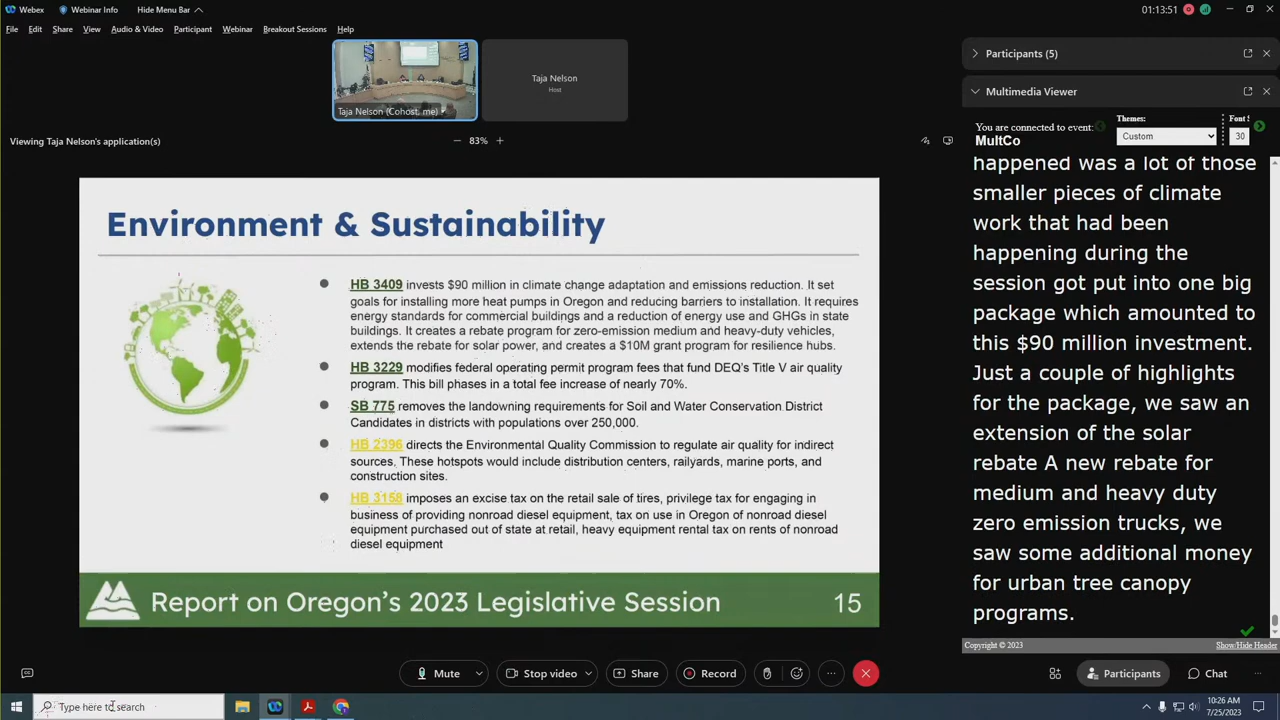 Webex
Webinar Info
Hide Menu Bar
01:13:51
File Edit Share View Audio & Video Participant Webinar Breakout Sessions Help
Taja Nelson (Cohost, me)
Taja Nelson
Host
Viewing Taja Nelson's application(s)
83%
Environment & Sustainability
HB 3409 invests $90 million in climate change adaptation and emissions reduction. It set
goals for installing more heat pumps in Oregon and reducing barriers to installation. It requires
energy standards for commercial buildings and a reduction of energy use and GHGs in state
buildings. It creates a rebate program for zero-emission medium and heavy-duty vehicles,
extends the rebate for solar power, and creates a $10M grant program for resilience hubs.
HB 3229 modifies federal operating permit program fees that fund DEQ's Title V air quality
program. This bill phases in a total fee increase of nearly 70%.
SB 775 removes the landowning requirements for Soil and Water Conservation District
Candidates in districts with populations over 250,000.
HB 2396 directs the Environmental Quality Commission to regulate air quality for indirect
sources. These hotspots would include distribution centers, railyards, marine ports, and
construction sites.
HB 3158 imposes an excise tax on the retail sale of tires, privilege tax for engaging in
business of providing nonroad diesel equipment, tax on use in Oregon of nonroad diesel
equipment purchased out of state at retail, heavy equipment rental tax on rents of nonroad
diesel equipment
Report on Oregon's 2023 Legislative Session
15
Participants (5)
Multimedia Viewer
You are connected to event:
MultCo
Themes:
Custom
Font
30
happened was a lot of those
smaller pieces of climate
work that had been
happening during the
session got put into one big
package which amounted to
this $90 million investment.
Just a couple of highlights
for the package, we saw an
extension of the solar
rebate A new rebate for
medium and heavy duty
zero emission trucks, we
saw some additional money
for urban tree canopy
programs.
Copyright © 2023
Show/Hide Header
Mute
Stop video
Share
Record
Participants
Chat
Type here to search
10:26 AM
7/25/2023